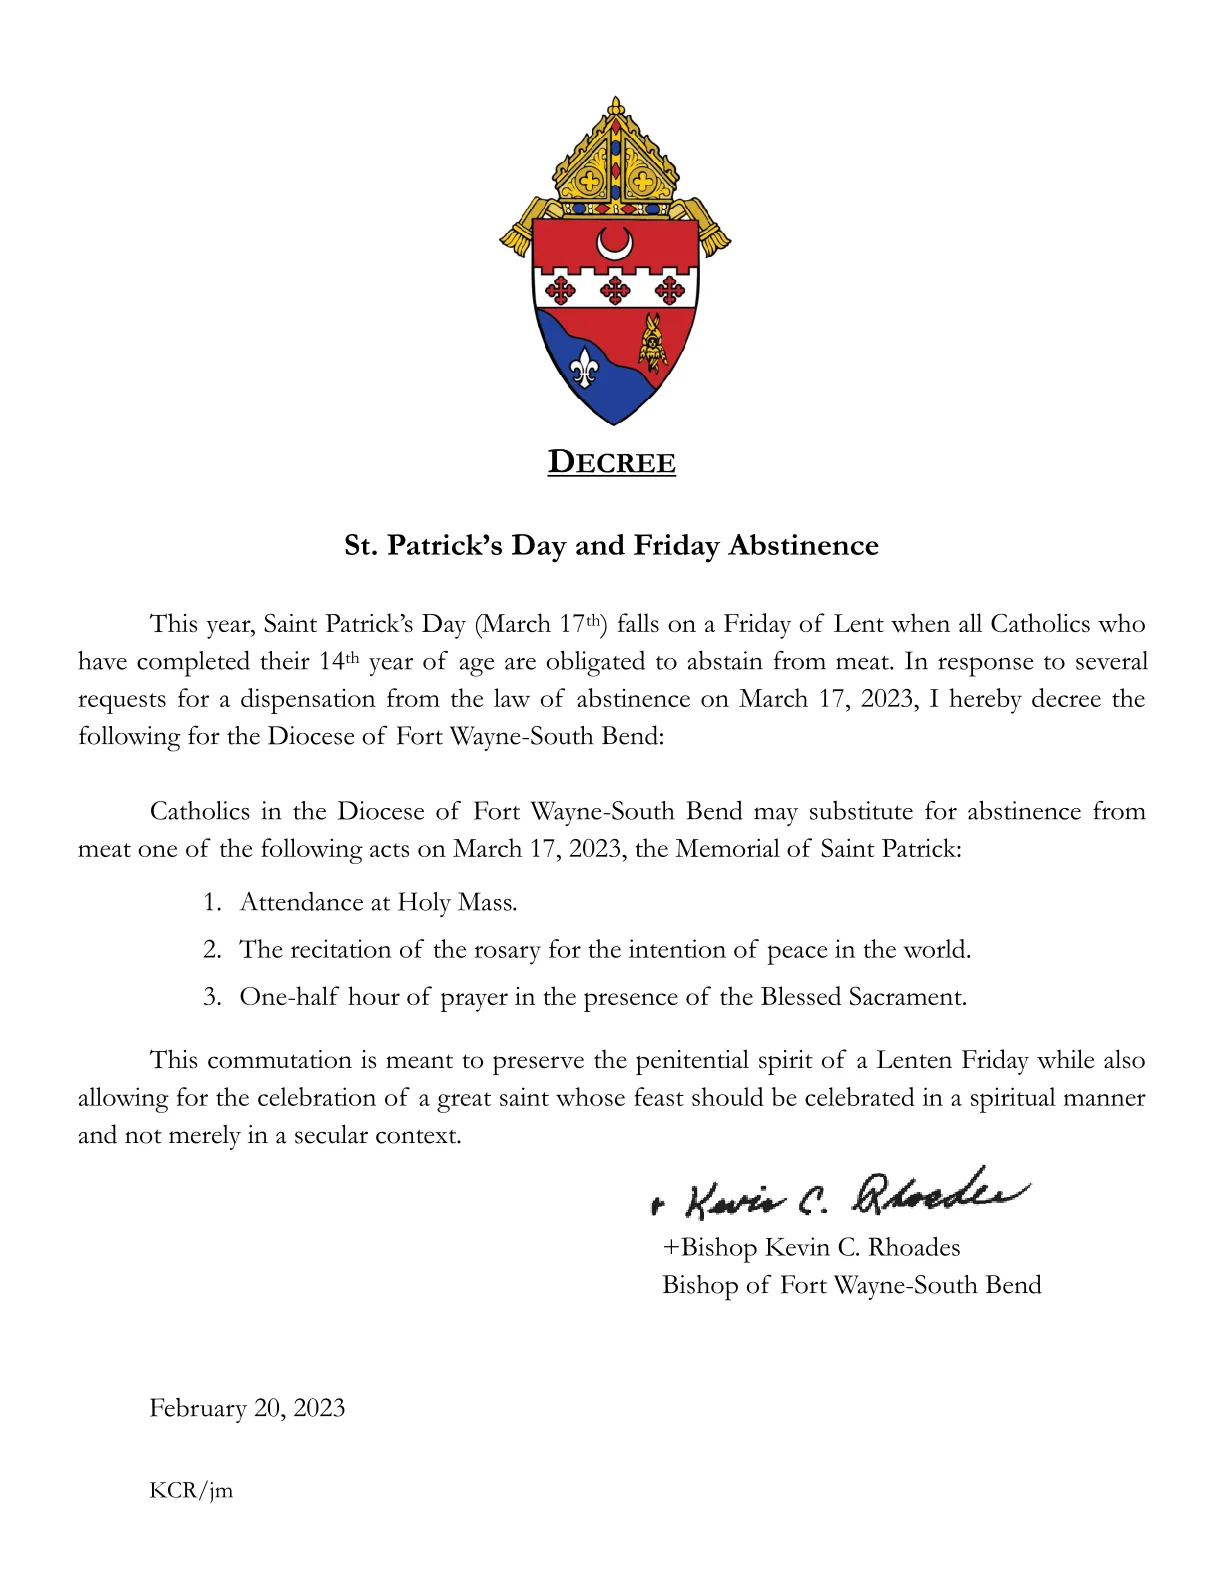 DECREE
St. Patrick’s Day and Friday Abstinence
This year, Saint Patrick’s Day (March 17th) falls on a Friday of Lent when all Catholics who
have completed their 14th year of age are obligated to abstain from meat. In response to several
requests for a dispensation from the law of abstinence on March 17, 2023, I hereby decree the
following for the Diocese of Fort Wayne-South Bend:
Catholics in the Diocese of Fort Wayne-South Bend may substitute for abstinence from
meat one of the following acts on March 17, 2023, the Memorial of Saint Patrick:
1. Attendance at Holy Mass.
2. The recitation of the rosary for the intention of peace in the world.
3. One-half hour of prayer in the presence of the Blessed Sacrament.
This commutation is meant to preserve the penitential spirit of a Lenten Friday while also
allowing for the celebration of a great saint whose feast should be celebrated in a spiritual manner
and not merely in a secular context.
+ Kevin C. Rhoades
+Bishop Kevin C. Rhoades
Bishop of Fort Wayne-South Bend
February 20, 2023
KCR/jm